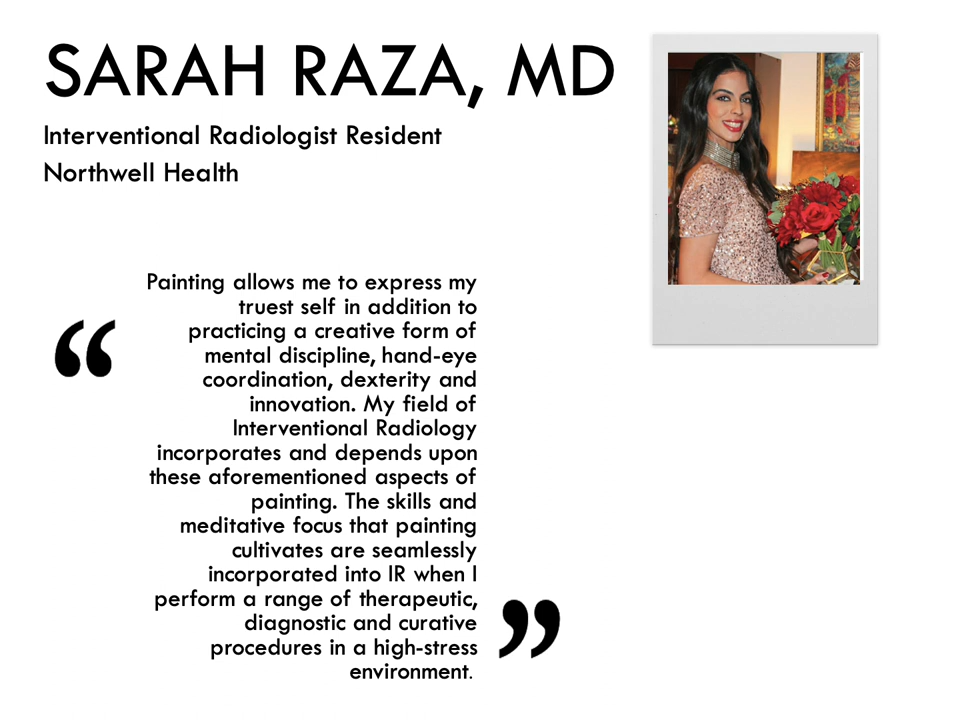 SARAH RAZA, MD
Interventional Radiologist Resident
Northwell Health
“
Painting allows me to express my
truest self in addition to
practicing a creative form of
mental discipline, hand-eye
coordination, dexterity and
innovation. My field of
Interventional Radiology
incorporates and depends upon
these aforementioned aspects of
painting. The skills and
meditative focus that painting
cultivates are seamlessly
incorporated into IR when I
perform a range of therapeutic,
diagnostic and curative
procedures in a high-stress
environment.
”